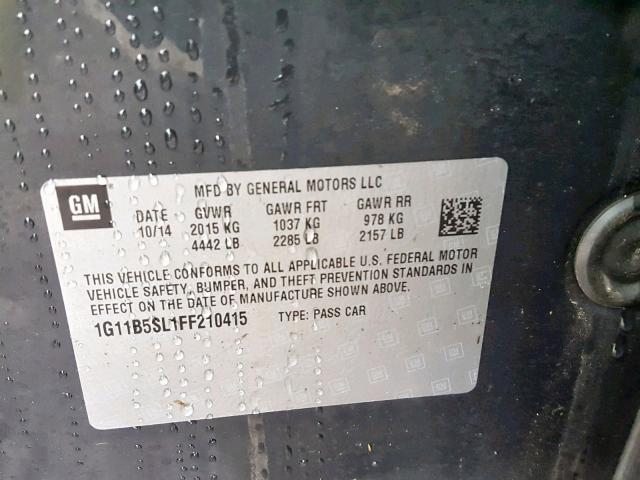 GM
MFD BY GENERAL MOTORS LLC
DATE GVWR GAWR FRT GAWR RR
10/14 2015 KG 1037 KG 978 KG
4442 LB 2285 LB 2157 LB
THIS VEHICLE CONFORMS TO ALL APPLICABLE U.S. FEDERAL MOTOR
VEHICLE SAFETY, BUMPER, AND THEFT PREVENTION STANDARDS IN
EFFECT ON THE DATE OF MANUFACTURE SHOWN ABOVE.
1G11B5SL1FF210415 TYPE: PASS CAR